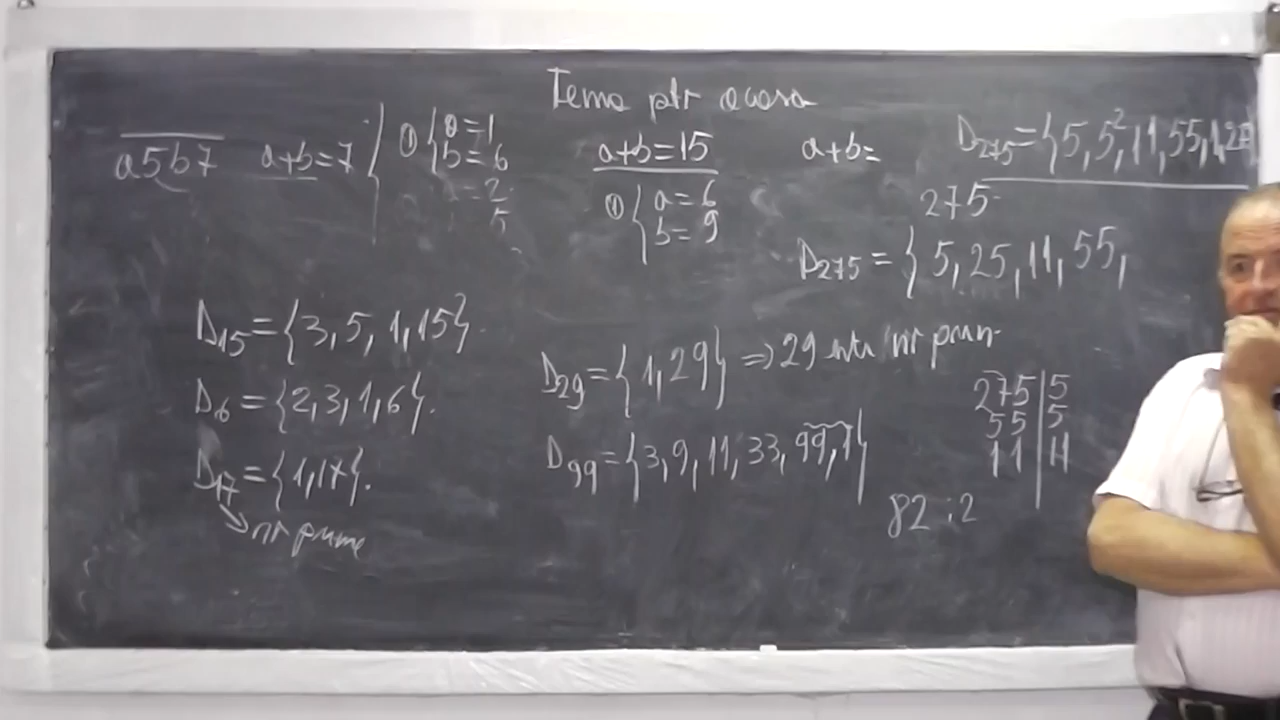 Tema ptr acasa
a5b7 a+b=7 { ① { a=1
b=6
a=2
5
a+b=15
① { a=6
b=9
a+b=
D275={5,5²,11,55,1,275
275
D275 = { 5, 25, 11, 55,
D15={3,5,1,15}.
D6={2,3,1,6}.
D17={1,17}.
↘ nr prime
D29={1,29} => 29 este nr prim
D99={3,9,11,33,99,1}
275|5
55|5
11|11
82 : 2